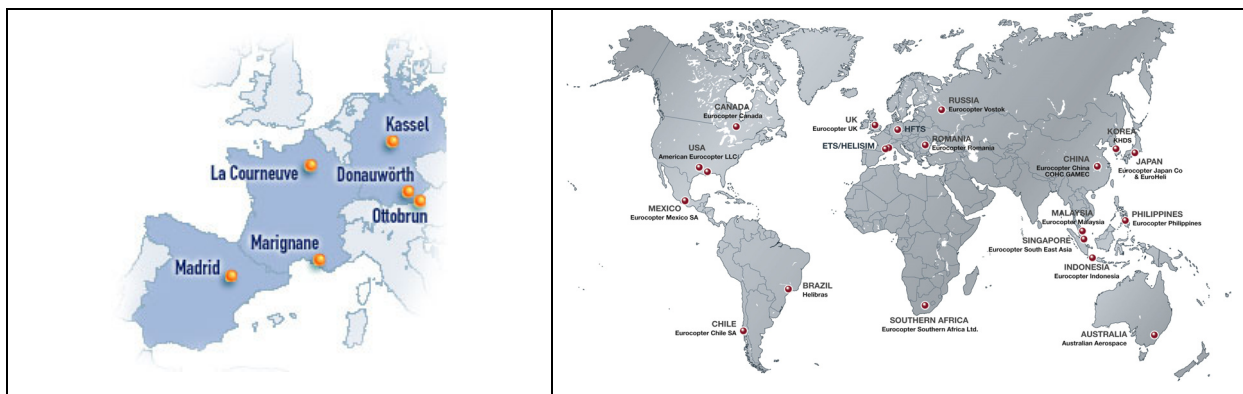 Kassel
La Courneuve
Donauwörth
Ottobrun
Marignane
Madrid
CANADA
Eurocopter Canada
USA
American Eurocopter LLC
MEXICO
Eurocopter Mexico SA
BRAZIL
Helibras
CHILE
Eurocopter Chile SA
UK
Eurocopter UK
HFTS
ETS/HELISIM
RUSSIA
Eurocopter Vostok
ROMANIA
Eurocopter Romania
SOUTHERN AFRICA
Eurocopter Southern Africa Ltd.
KOREA
KHDS
JAPAN
Eurocopter Japan Co
& EuroHeli
CHINA
Eurocopter China
COHC GAMEC
MALAYSIA
Eurocopter Malaysia
PHILIPPINES
Eurocopter Philippines
SINGAPORE
Eurocopter South East Asia
INDONESIA
Eurocopter Indonesia
AUSTRALIA
Australian Aerospace